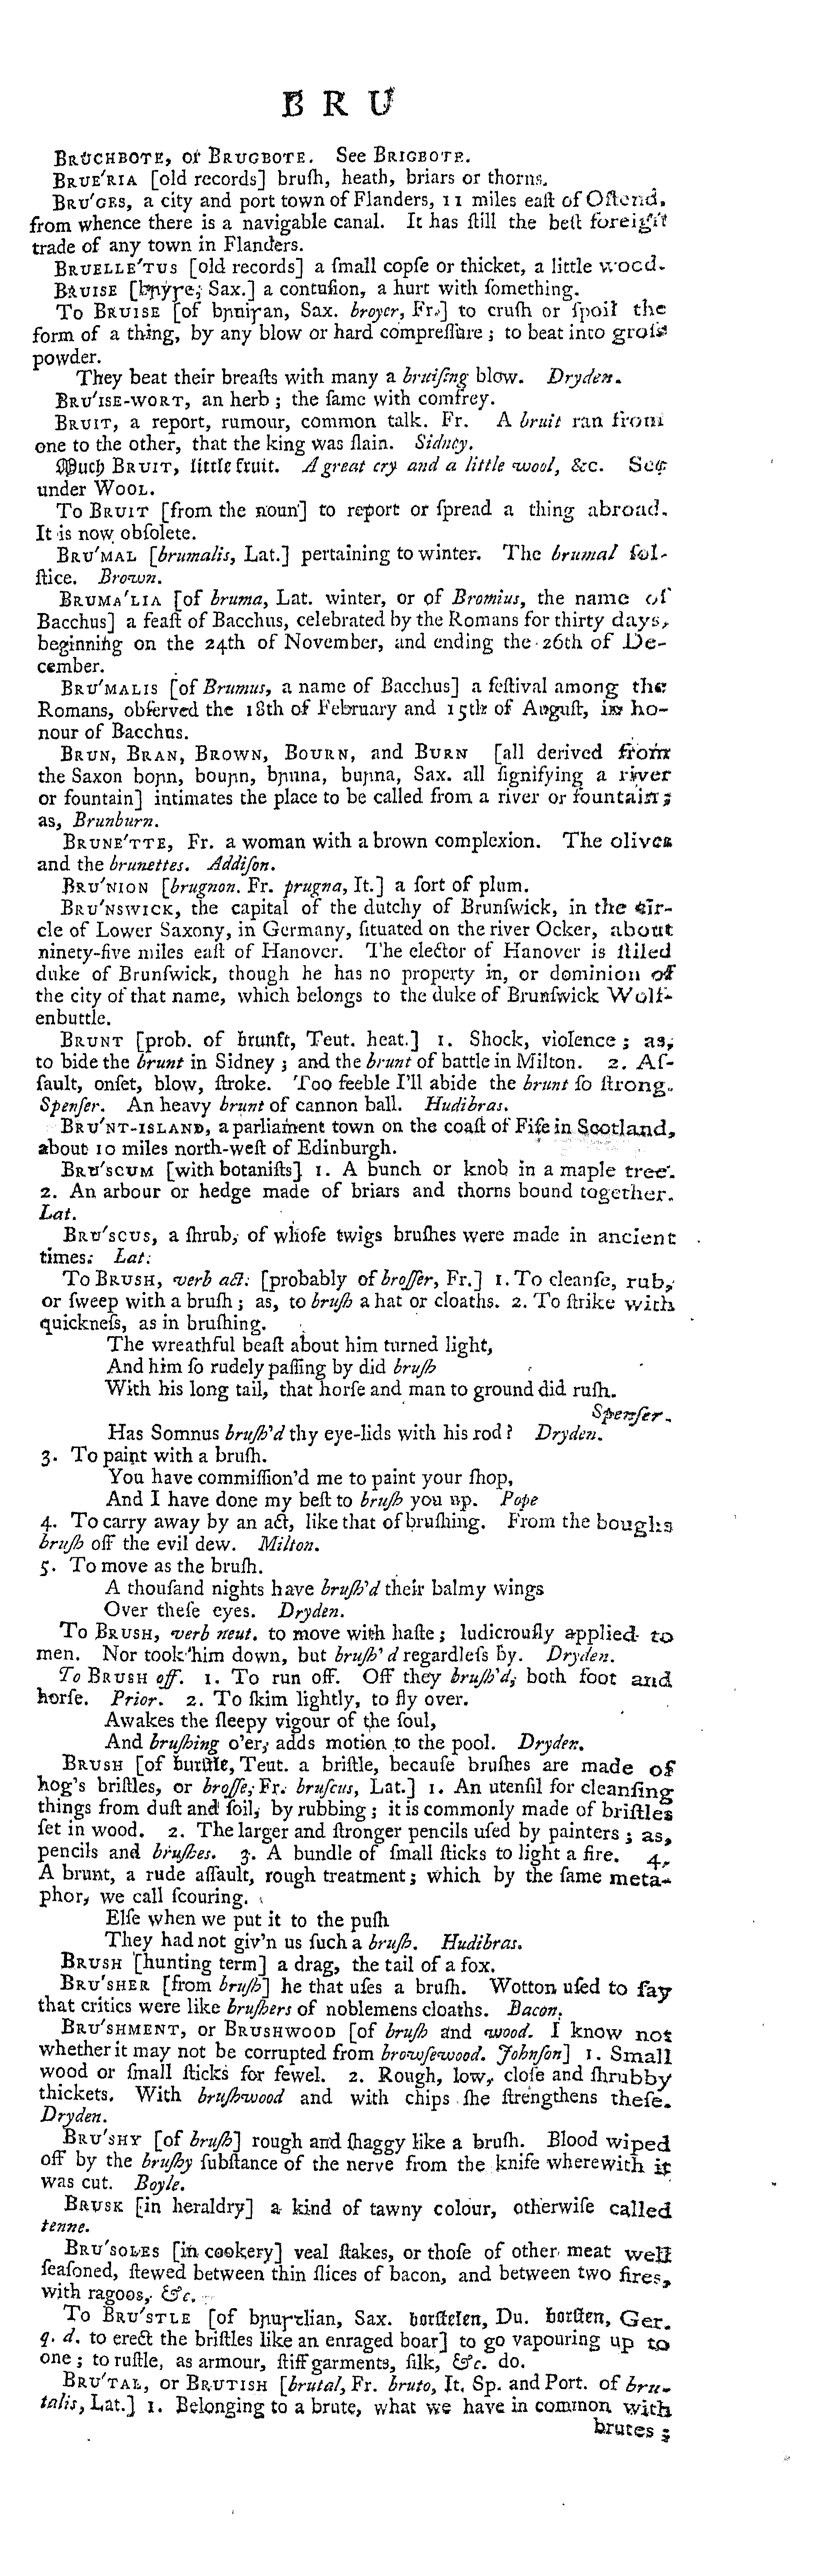 B R U
BRUCHBOTE, or BRUGBOTE. See BRIGBOTE.
BRUE′RIA [old records] bruſh, heath, briars or thorns.
BRU′GES, a city and port town of Flanders, 11 miles eaſt of Oſtend,
from whence there is a navigable canal. It has ſtill the beſt foreign
trade of any town in Flanders.
BRUELLE′TUS [old records] a ſmall copſe or thicket, a little wood.
BRUISE [bꞃẏꞅe, Sax.] a contuſion, a hurt with ſomething.
To BRUISE [of bꞃuiꞅan, Sax. broyer, Fr.] to cruſh or ſpoil the
form of a thing, by any blow or hard compreſſure; to beat into groſs
powder.
They beat their breaſts with many a bruiſing blow. Dryden.
BRU′ISE-WORT, an herb; the ſame with comfrey.
BRUIT, a report, rumour, common talk. Fr. A bruit ran from
one to the other, that the king was ſlain. Sidney.
Much BRUIT, little fruit. A great cry and a little wool, &c. See
under WOOL.
To BRUIT [from the noun] to report or ſpread a thing abroad.
It is now obſolete.
BRU′MAL [brumalis, Lat.] pertaining to winter. The brumal ſol-
ſtice. Brown.
BRUMA′LIA [of bruma, Lat. winter, or of Bromius, the name of
Bacchus] a feaſt of Bacchus, celebrated by the Romans for thirty days,
beginning on the 24th of November, and ending the 26th of De-
cember.
BRU′MALIS [of Brumus, a name of Bacchus] a feſtival among the
Romans, obſerved the 18th of February and 15th of Auguſt, in ho-
nour of Bacchus.
BRUN, BRAN, BROWN, BOURN, and BURN [all derived from
the Saxon boꞃn, bouꞃn, bꞃuna, buꞃna, Sax. all ſignifying a river
or fountain] intimates the place to be called from a river or fountain;
as, Brunburn.
BRUNE′TTE, Fr. a woman with a brown complexion. The olives
and the brunettes. Addiſon.
BRU′NION [brugnon. Fr. prugna, It.] a ſort of plum.
BRU′NSWICK, the capital of the dutchy of Brunſwick, in the cir-
cle of Lower Saxony, in Germany, ſituated on the river Ocker, about
ninety-five miles eaſt of Hanover. The elector of Hanover is ſtiled
duke of Brunſwick, though he has no property in, or dominion of
the city of that name, which belongs to the duke of Brunſwick Wolf-
enbuttle.
BRUNT [prob. of brunft, Teut. heat.] 1. Shock, violence; as,
to bide the brunt in Sidney; and the brunt of battle in Milton. 2. Aſ-
ſault, onſet, blow, ſtroke. Too feeble I'll abide the brunt ſo ſtrong.
Spenſer. An heavy brunt of cannon ball. Hudibras.
BRU′NT-ISLAND, a parliament town on the coaſt of Fife in Scotland,
about 10 miles north-weſt of Edinburgh.
BRU′SCUM [with botaniſts] 1. A bunch or knob in a maple tree.
2. An arbour or hedge made of briars and thorns bound together.
Lat.
BRU′SCUS, a ſhrub, of whoſe twigs bruſhes were made in ancient
times. Lat.
To BRUSH, verb act. [probably of broſſer, Fr.] 1. To cleanſe, rub,
or ſweep with a bruſh; as, to bruſh a hat or cloaths. 2. To ſtrike with
quickneſs, as in bruſhing.
The wreathful beaſt about him turned light,
And him ſo rudely paſſing by did bruſh
With his long tail, that horſe and man to ground did ruſh.
Spenſer.
Has Somnus bruſh'd thy eye-lids with his rod? Dryden.
3. To paint with a bruſh.
You have commiſſion'd me to paint your ſhop,
And I have done my beſt to bruſh you up. Pope
4. To carry away by an act, like that of bruſhing. From the boughs
bruſh off the evil dew. Milton.
5. To move as the bruſh.
A thouſand nights have bruſh'd their balmy wings
Over theſe eyes. Dryden.
To BRUSH, verb neut. to move with haſte; ludicrouſly applied to
men. Nor took him down, but bruſh'd regardleſs by. Dryden.
To BRUSH off. 1. To run off. Off they bruſh'd, both foot and
horſe. Prior. 2. To ſkim lightly, to fly over.
Awakes the ſleepy vigour of the ſoul,
And bruſhing o'er, adds motion to the pool. Dryden.
BRUSH [of Teut. a briſtle, becauſe bruſhes are made of
hog's briſtles, or broſſe, Fr. bruſcus, Lat.] 1. An utenſil for cleanſing
things from duſt and ſoil, by rubbing; it is commonly made of briſtles
ſet in wood. 2. The larger and ſtronger pencils uſed by painters; as,
pencils and bruſhes. 3. A bundle of ſmall ſticks to light a fire. 4.
A brunt, a rude aſſault, rough treatment; which by the ſame meta-
phor, we call ſcouring.
Elſe when we put it to the puſh
They had not giv'n us ſuch a bruſh. Hudibras.
BRUSH [hunting term] a drag, the tail of a fox.
BRU′SHER [from bruſh] he that uſes a bruſh. Wotton uſed to ſay
that critics were like bruſhers of noblemens cloaths. Bacon.
BRU′SHMENT, or BRUSHWOOD [of bruſh and wood. I know not
whether it may not be corrupted from browſewood. Johnſon] 1. Small
wood or ſmall ſticks for fewel. 2. Rough, low, cloſe and ſhrubby
thickets. With bruſhwood and with chips ſhe ſtrengthens theſe.
Dryden.
BRU′SHY [of bruſh] rough and ſhaggy like a bruſh. Blood wiped
off by the bruſhy ſubſtance of the nerve from the knife wherewith it
was cut. Boyle.
BRUSK [in heraldry] a kind of tawny colour, otherwiſe called
tenne.
BRU′SOLES [in cookery] veal ſtakes, or thoſe of other meat well
ſeaſoned, ſtewed between thin ſlices of bacon, and between two fires,
with ragoos, &c.
To BRU′STLE [of bꞃuꞅtlian, Sax. borſtelen, Du. borſten, Ger.
q. d. to erect the briſtles like an enraged boar] to go vapouring up to
one; to ruſtle, as armour, ſtiff garments, ſilk, &c. do.
BRU′TAL, or BRUTISH [brutal, Fr. bruto, It. Sp. and Port. of bru-
talis, Lat.] 1. Belonging to a brute, what we have in common with
brutes;